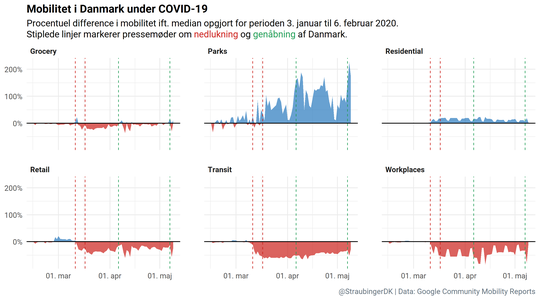 Mobilitet i Danmark under COVID-19
Procentuel difference i mobilitet ift. median opgjort for perioden 3. januar til 6. februar 2020.
Stiplede linjer markerer pressemøder om nedlukning og genåbning af Danmark.
Grocery Parks Residential
200%
100%
0%
Retail Transit Workplaces
200%
100%
0%
01. mar 01. apr 01. maj 01. mar 01. apr 01. maj 01. mar 01. apr 01. maj
@StraubingerDK | Data: Google Community Mobility Reports